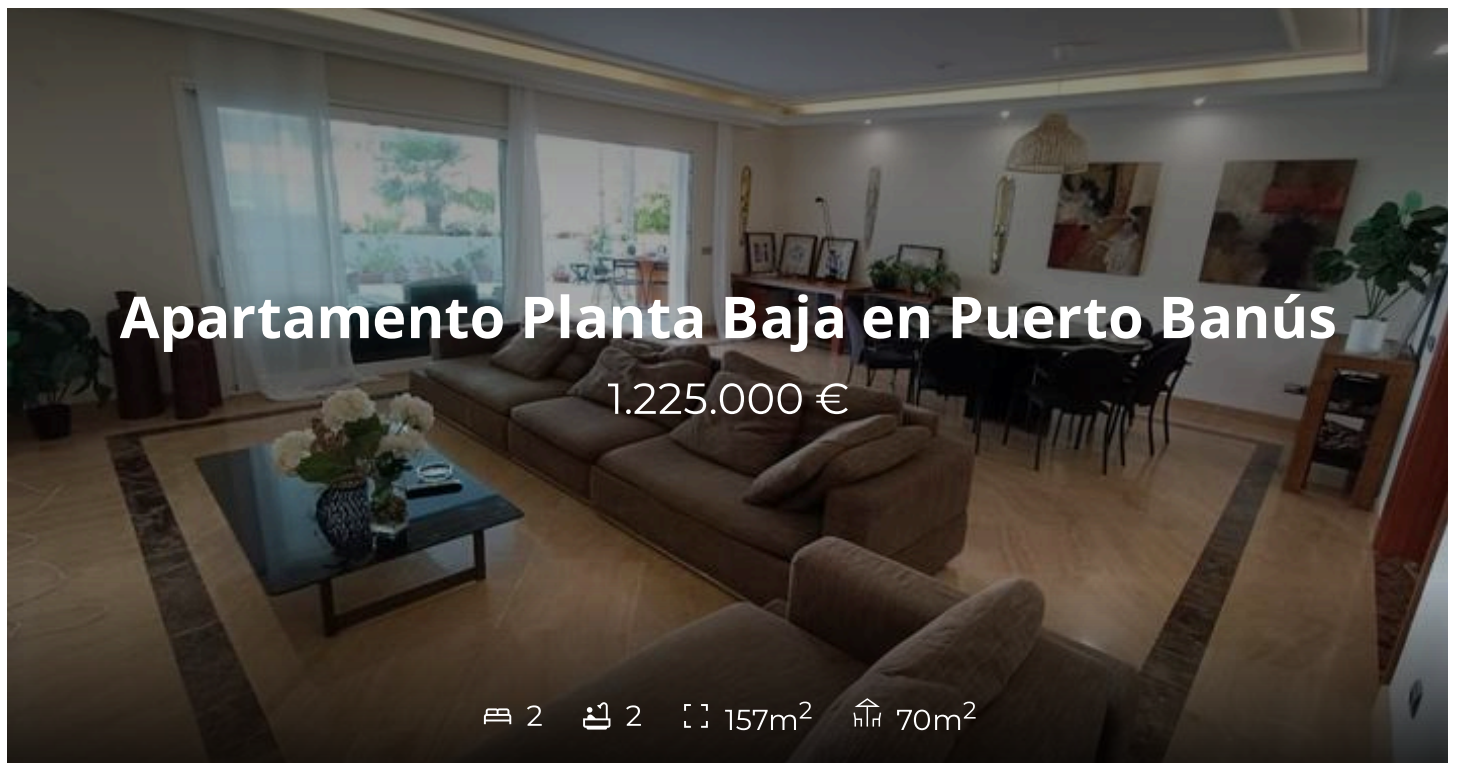 Apartamento Planta Baja en Puerto Banús
1.225.000 €
2 2 157m² 70m²